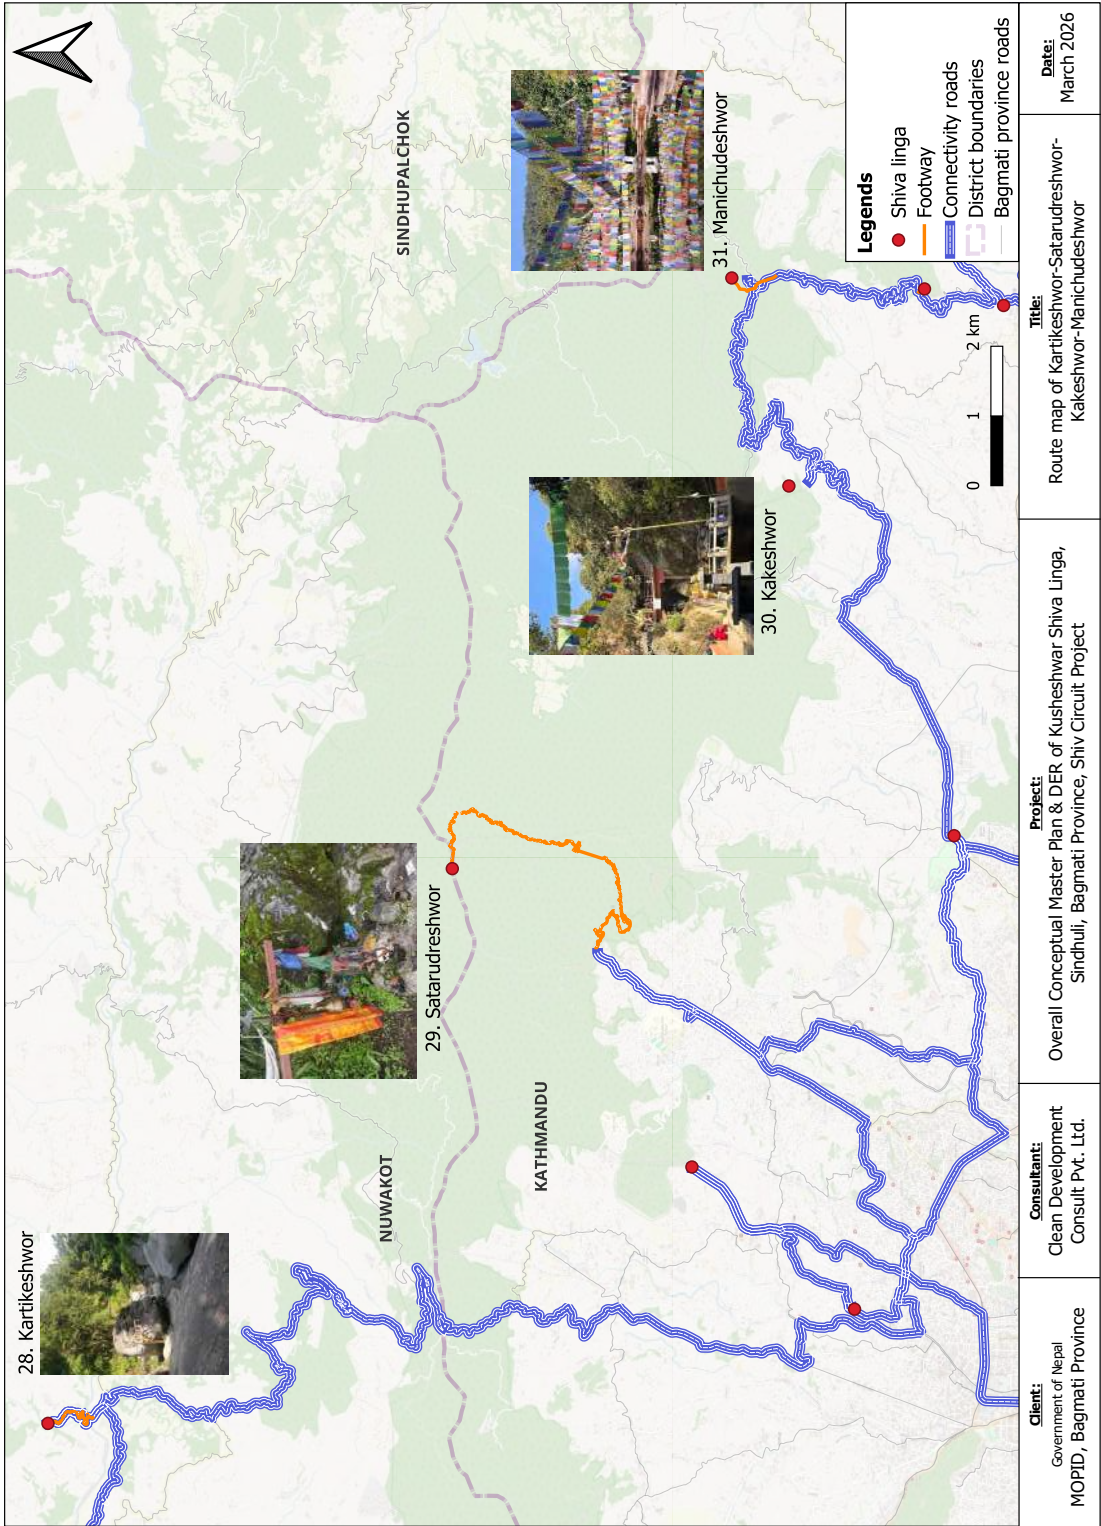 28. Kartikeshwor
29. Satarudreshwor
30. Kakeshwor
31. Manichudeshwor
SINDHUPALCHOK
NUWAKOT
KATHMANDU
Legends
Shiva linga
Footway
Connectivity roads
District boundaries
Bagmati province roads
0 1 2 km
Client:
Government of Nepal
MOPID, Bagmati Province
Consultant:
Clean Development
Consult Pvt. Ltd.
Project:
Overall Conceptual Master Plan & DER of Kusheshwar Shiva Linga,
Sindhuli, Bagmati Province, Shiv Circuit Project
Title:
Route map of Kartikeshwor-Satarudreshwor-
Kakeshwor-Manichudeshwor
Date:
March 2026